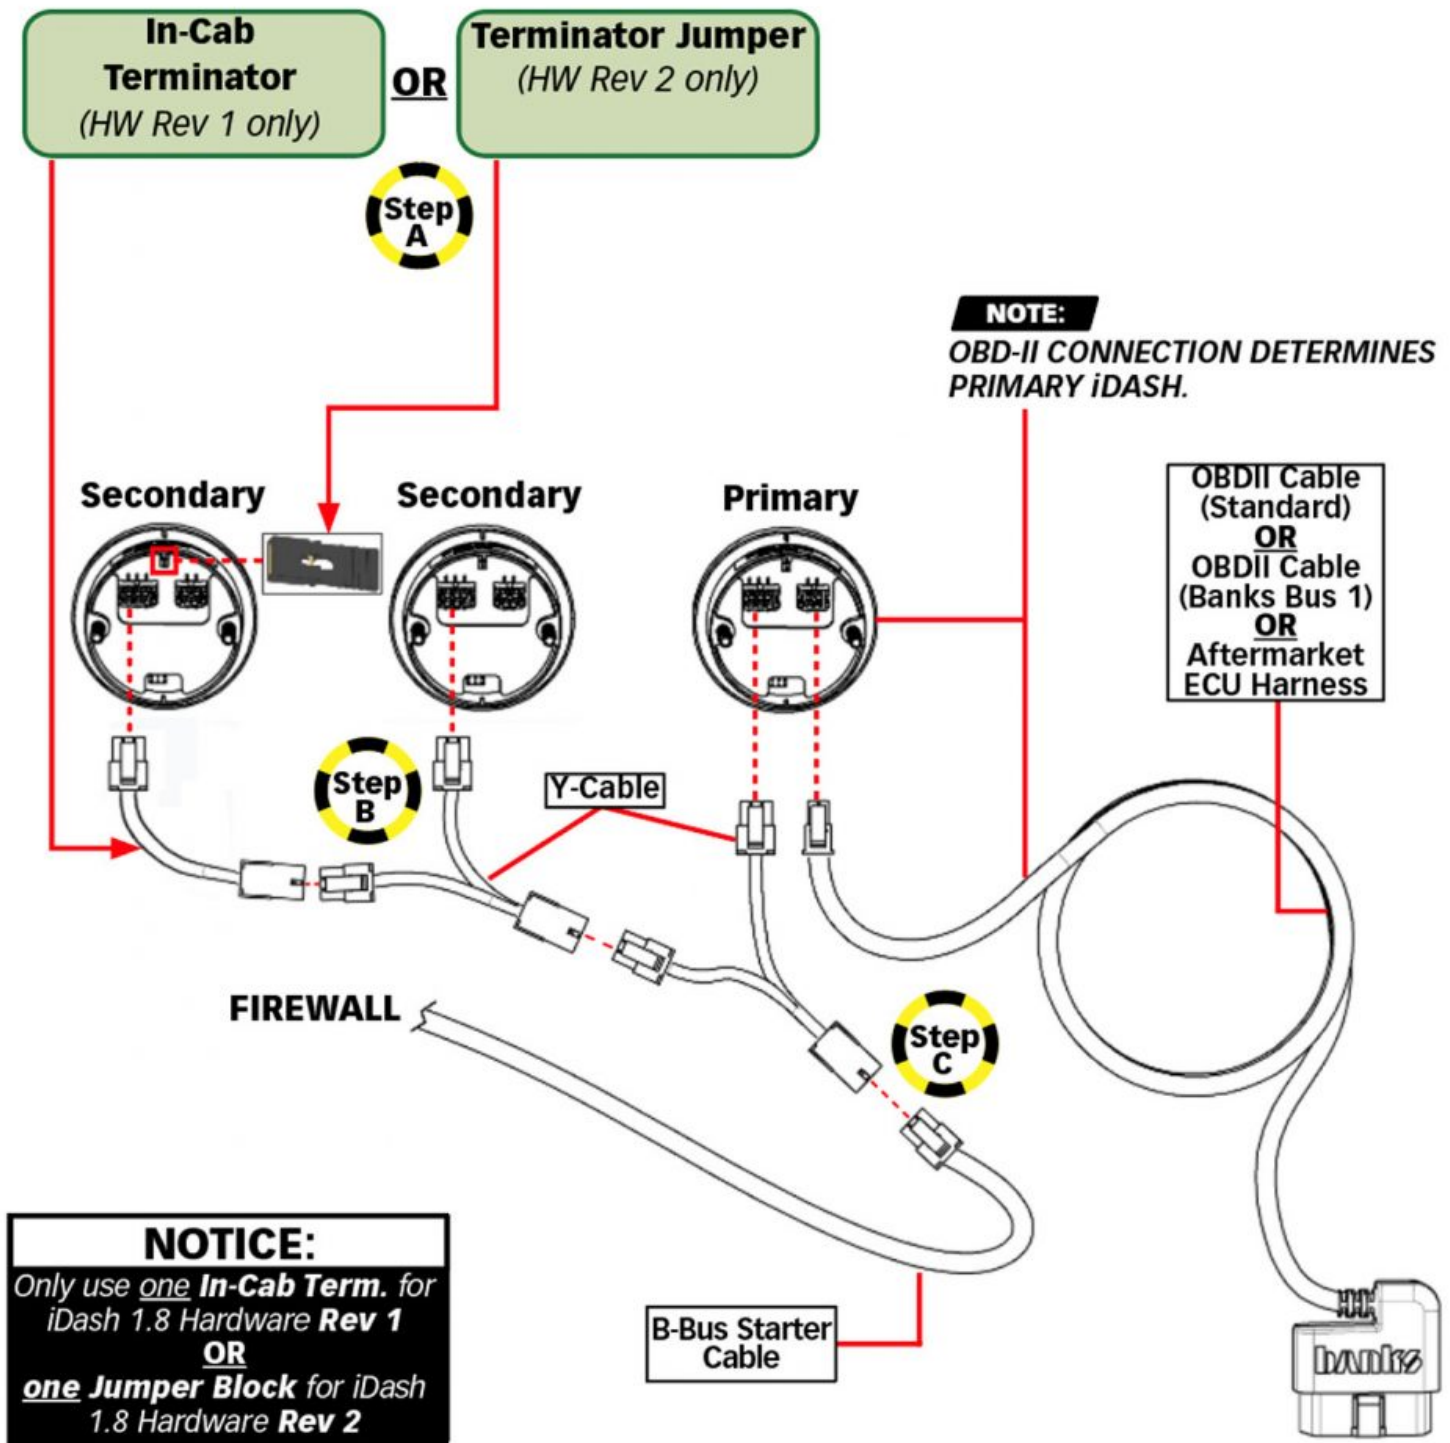 In-Cab
Terminator
(HW Rev 1 only)
OR
Terminator Jumper
(HW Rev 2 only)
Step
A
NOTE:
OBD-II CONNECTION DETERMINES
PRIMARY iDASH.
Secondary
Secondary
Primary
OBDII Cable
(Standard)
OR
OBDII Cable
(Banks Bus 1)
OR
Aftermarket
ECU Harness
Step
B
Y-Cable
FIREWALL
Step
C
NOTICE:
Only use one In-Cab Term. for
iDash 1.8 Hardware Rev 1
OR
one Jumper Block for iDash
1.8 Hardware Rev 2
B-Bus Starter
Cable
banks